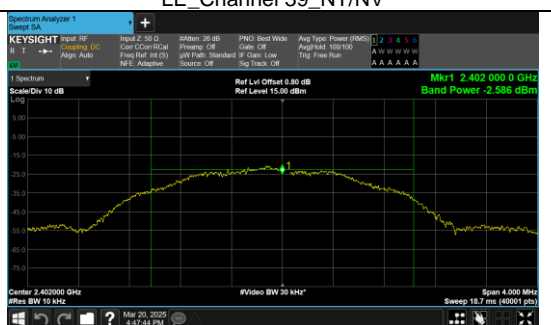 LE_Channel 39_NT/NV
Spectrum Analyzer 1
Swept SA
+
KEYSIGHT Input: RF Input Z: 50 Ω #Atten: 26 dB PNO: Best Wide Avg Type: Power (RMS) 1 2 3 4 5 6
R T Coupling: DC Corr CCorr RCal Preamp: Off Gate: Off Avg|Hold: 100/100 A W W W W W
Align: Auto Freq Ref: Int (S) µW Path: Standard IF Gain: Low Trig: Free Run
NFE: Adaptive Source: Off Sig Track: Off A A A A A A
1 Spectrum
Ref Lvl Offset 0.80 dB Mkr1 2.402 000 0 GHz
Scale/Div 10 dB Ref Level 15.00 dBm Band Power -2.586 dBm
Log
5.00
-5.00
-15.0
1
-25.0
-35.0
-45.0
-55.0
-65.0
-75.0
Center 2.402000 GHz #Video BW 30 kHz* Span 4.000 MHz
#Res BW 10 kHz Sweep 18.7 ms (40001 pts)
? Mar 20, 2025
4:47:44 PM